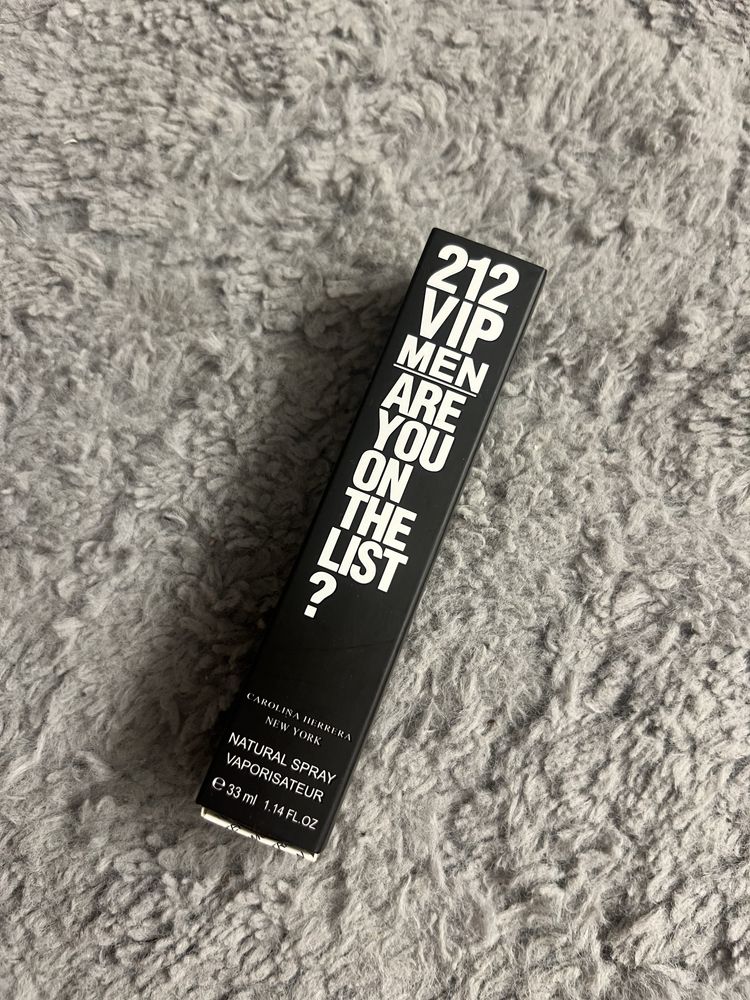 212
VIP
MEN
ARE
YOU
ON
THE
LIST
?
CAROLINA HERRERA
NEW YORK
NATURAL SPRAY
VAPORISATEUR
℮ 33 ml 1.14 FL.OZ